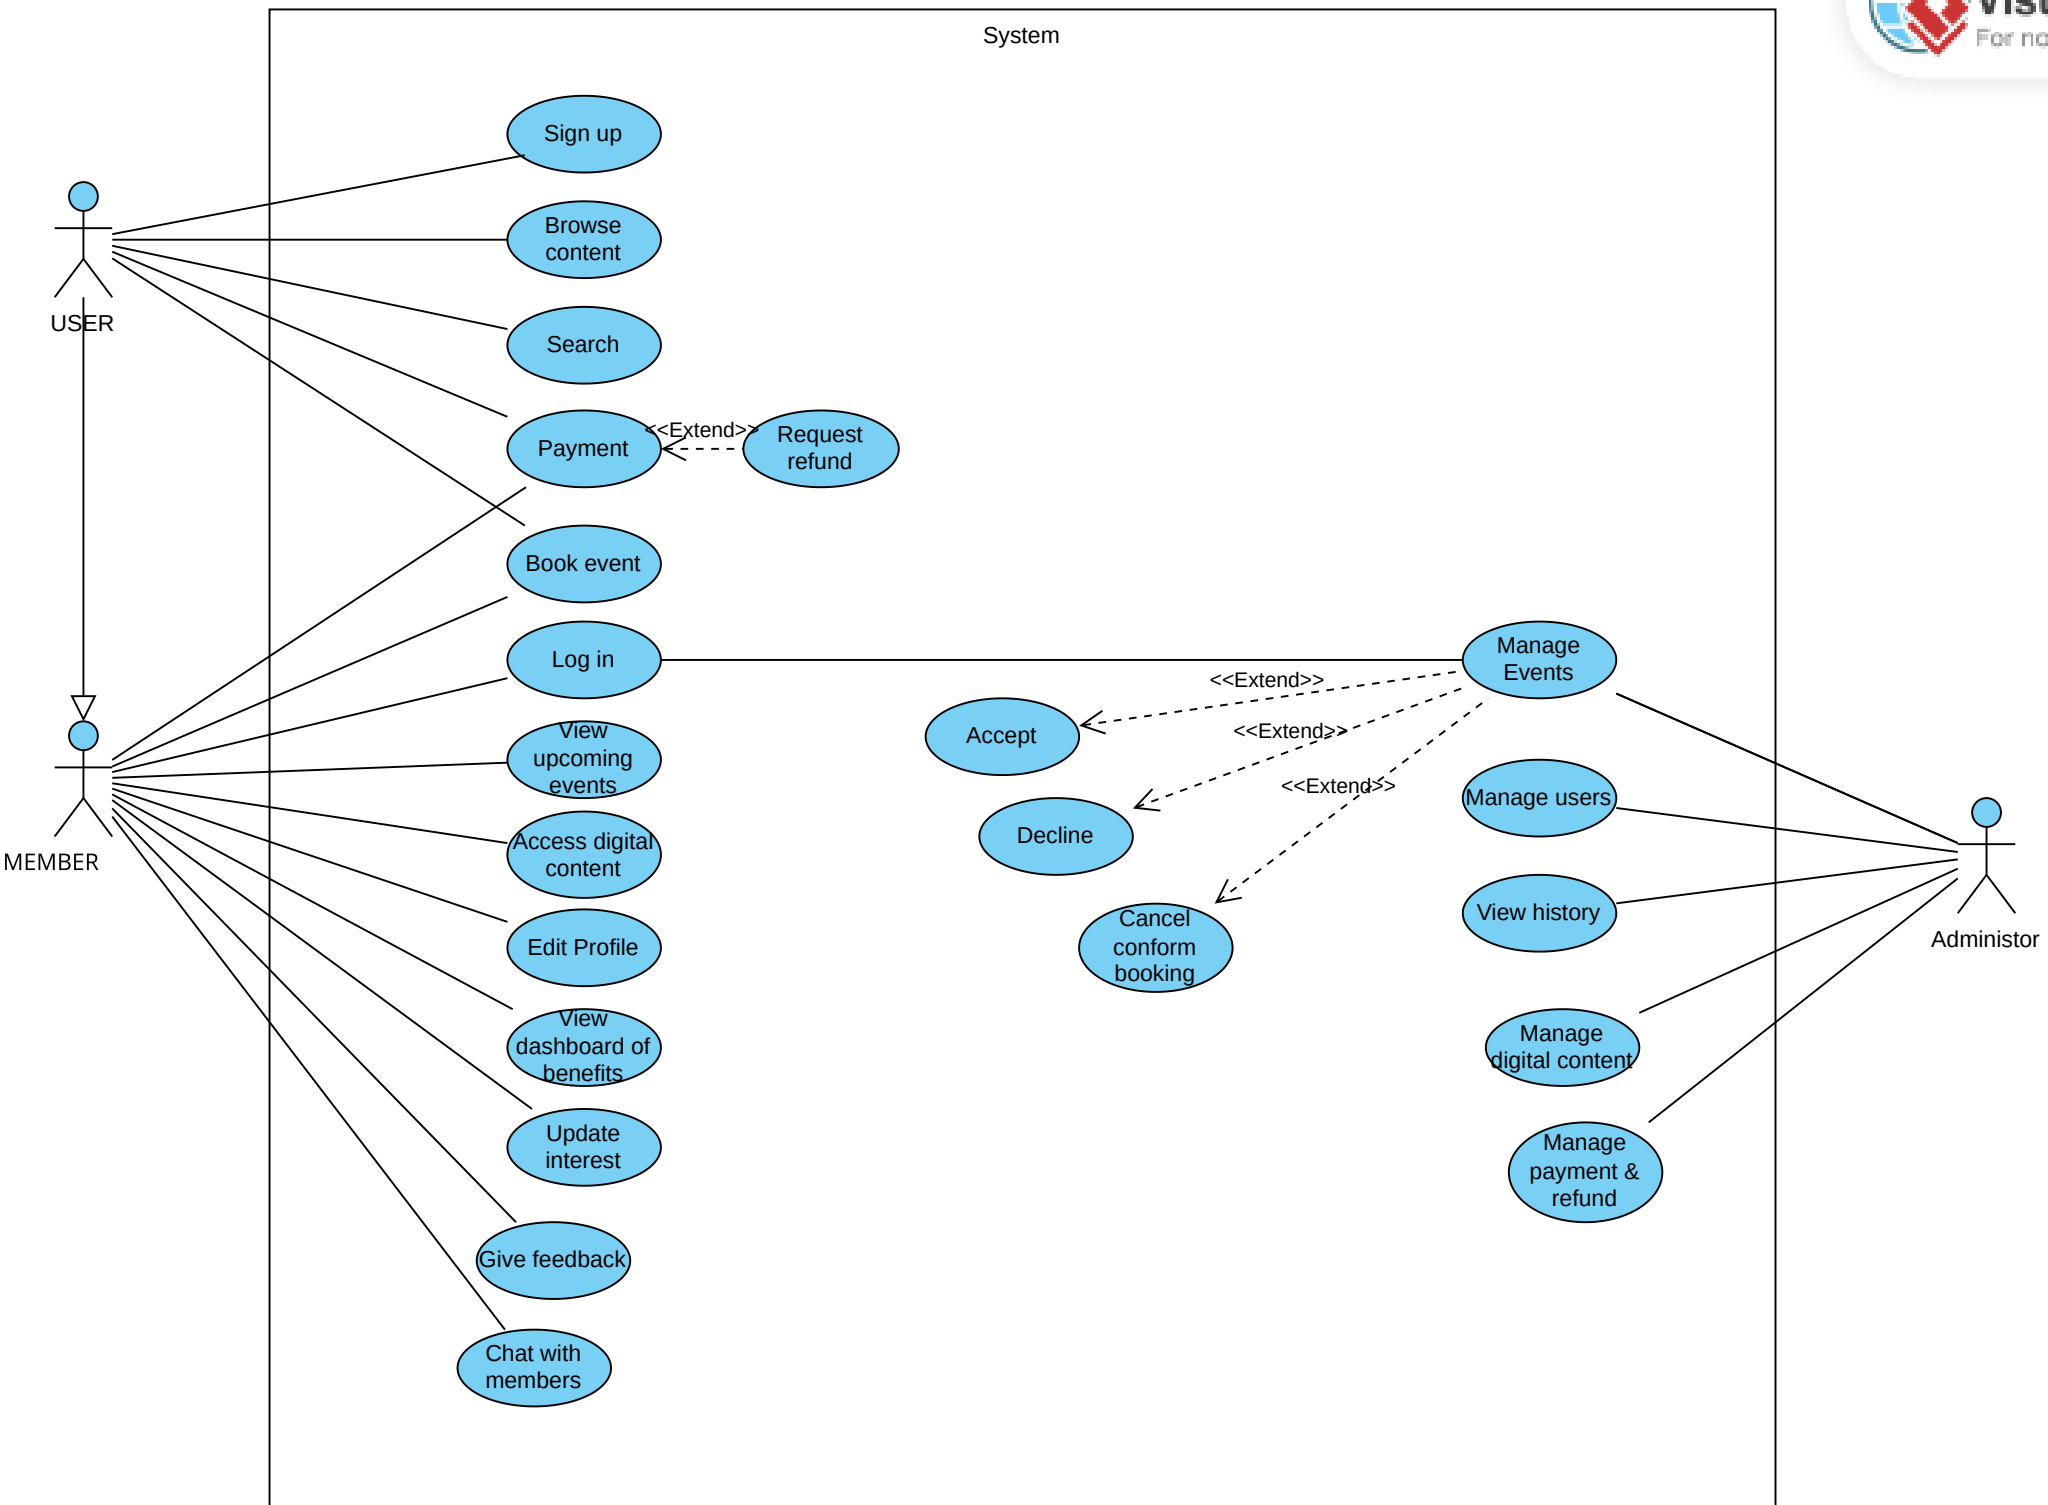 System
For no
Sign up
Browse
content
Search
USER
Payment
<<Extend>>
Request
refund
Book event
Log in
Manage
Events
<<Extend>>
Accept
<<Extend>>
View
upcoming
events
<<Extend>>
Manage users
Decline
Access digital
content
MEMBER
View history
Administor
Cancel
conform
booking
Edit Profile
View
dashboard of
benefits
Manage
digital content
Update
interest
Manage
payment &
refund
Give feedback
Chat with
members